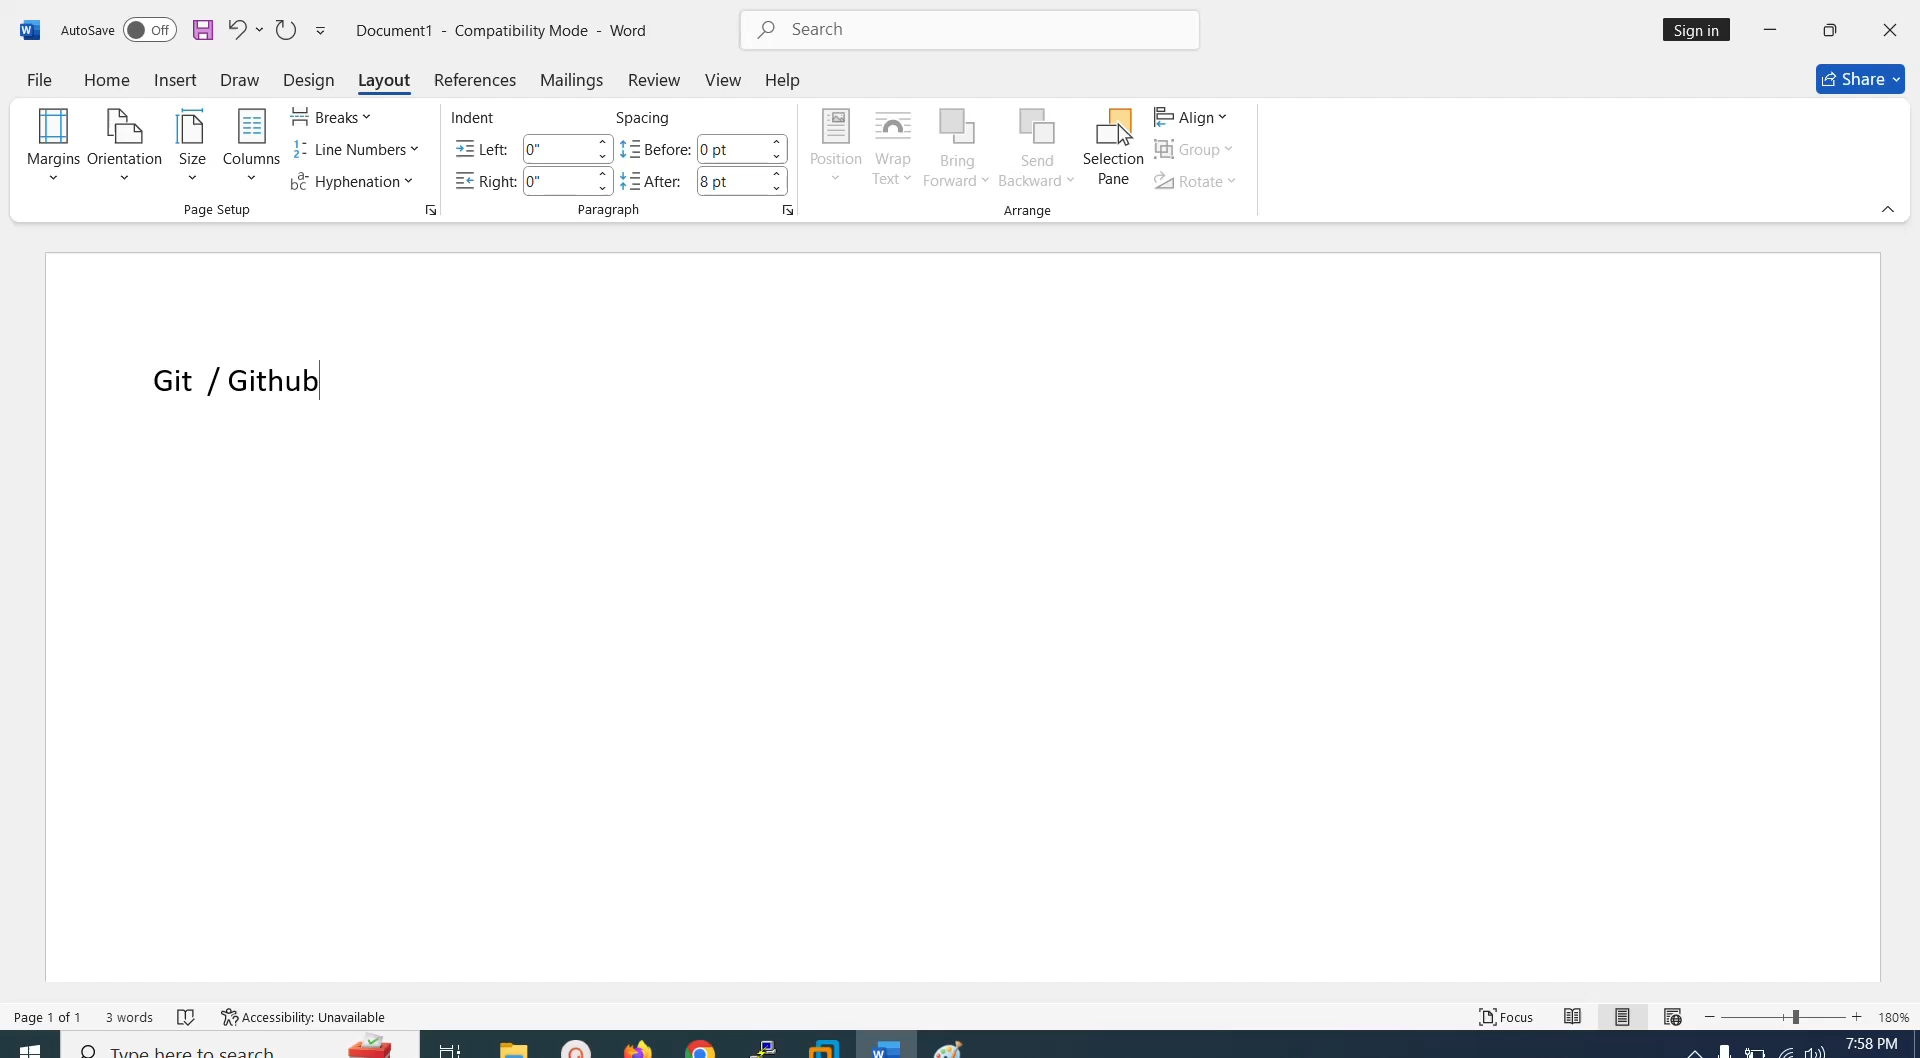 AutoSave Off Document1 - Compatibility Mode - Word Search Sign in
File Home Insert Draw Design Layout References Mailings Review View Help Share
Margins Orientation Size Columns Breaks Line Numbers Hyphenation
Page Setup
Indent Spacing
Left: 0" Before: 0 pt
Right: 0" After: 8 pt
Paragraph
Position Wrap Text Bring Forward Send Backward Selection Pane Align Group Rotate
Arrange
Git / Github
Page 1 of 1 3 words Accessibility: Unavailable Focus 180%
Type here to search 7:58 PM